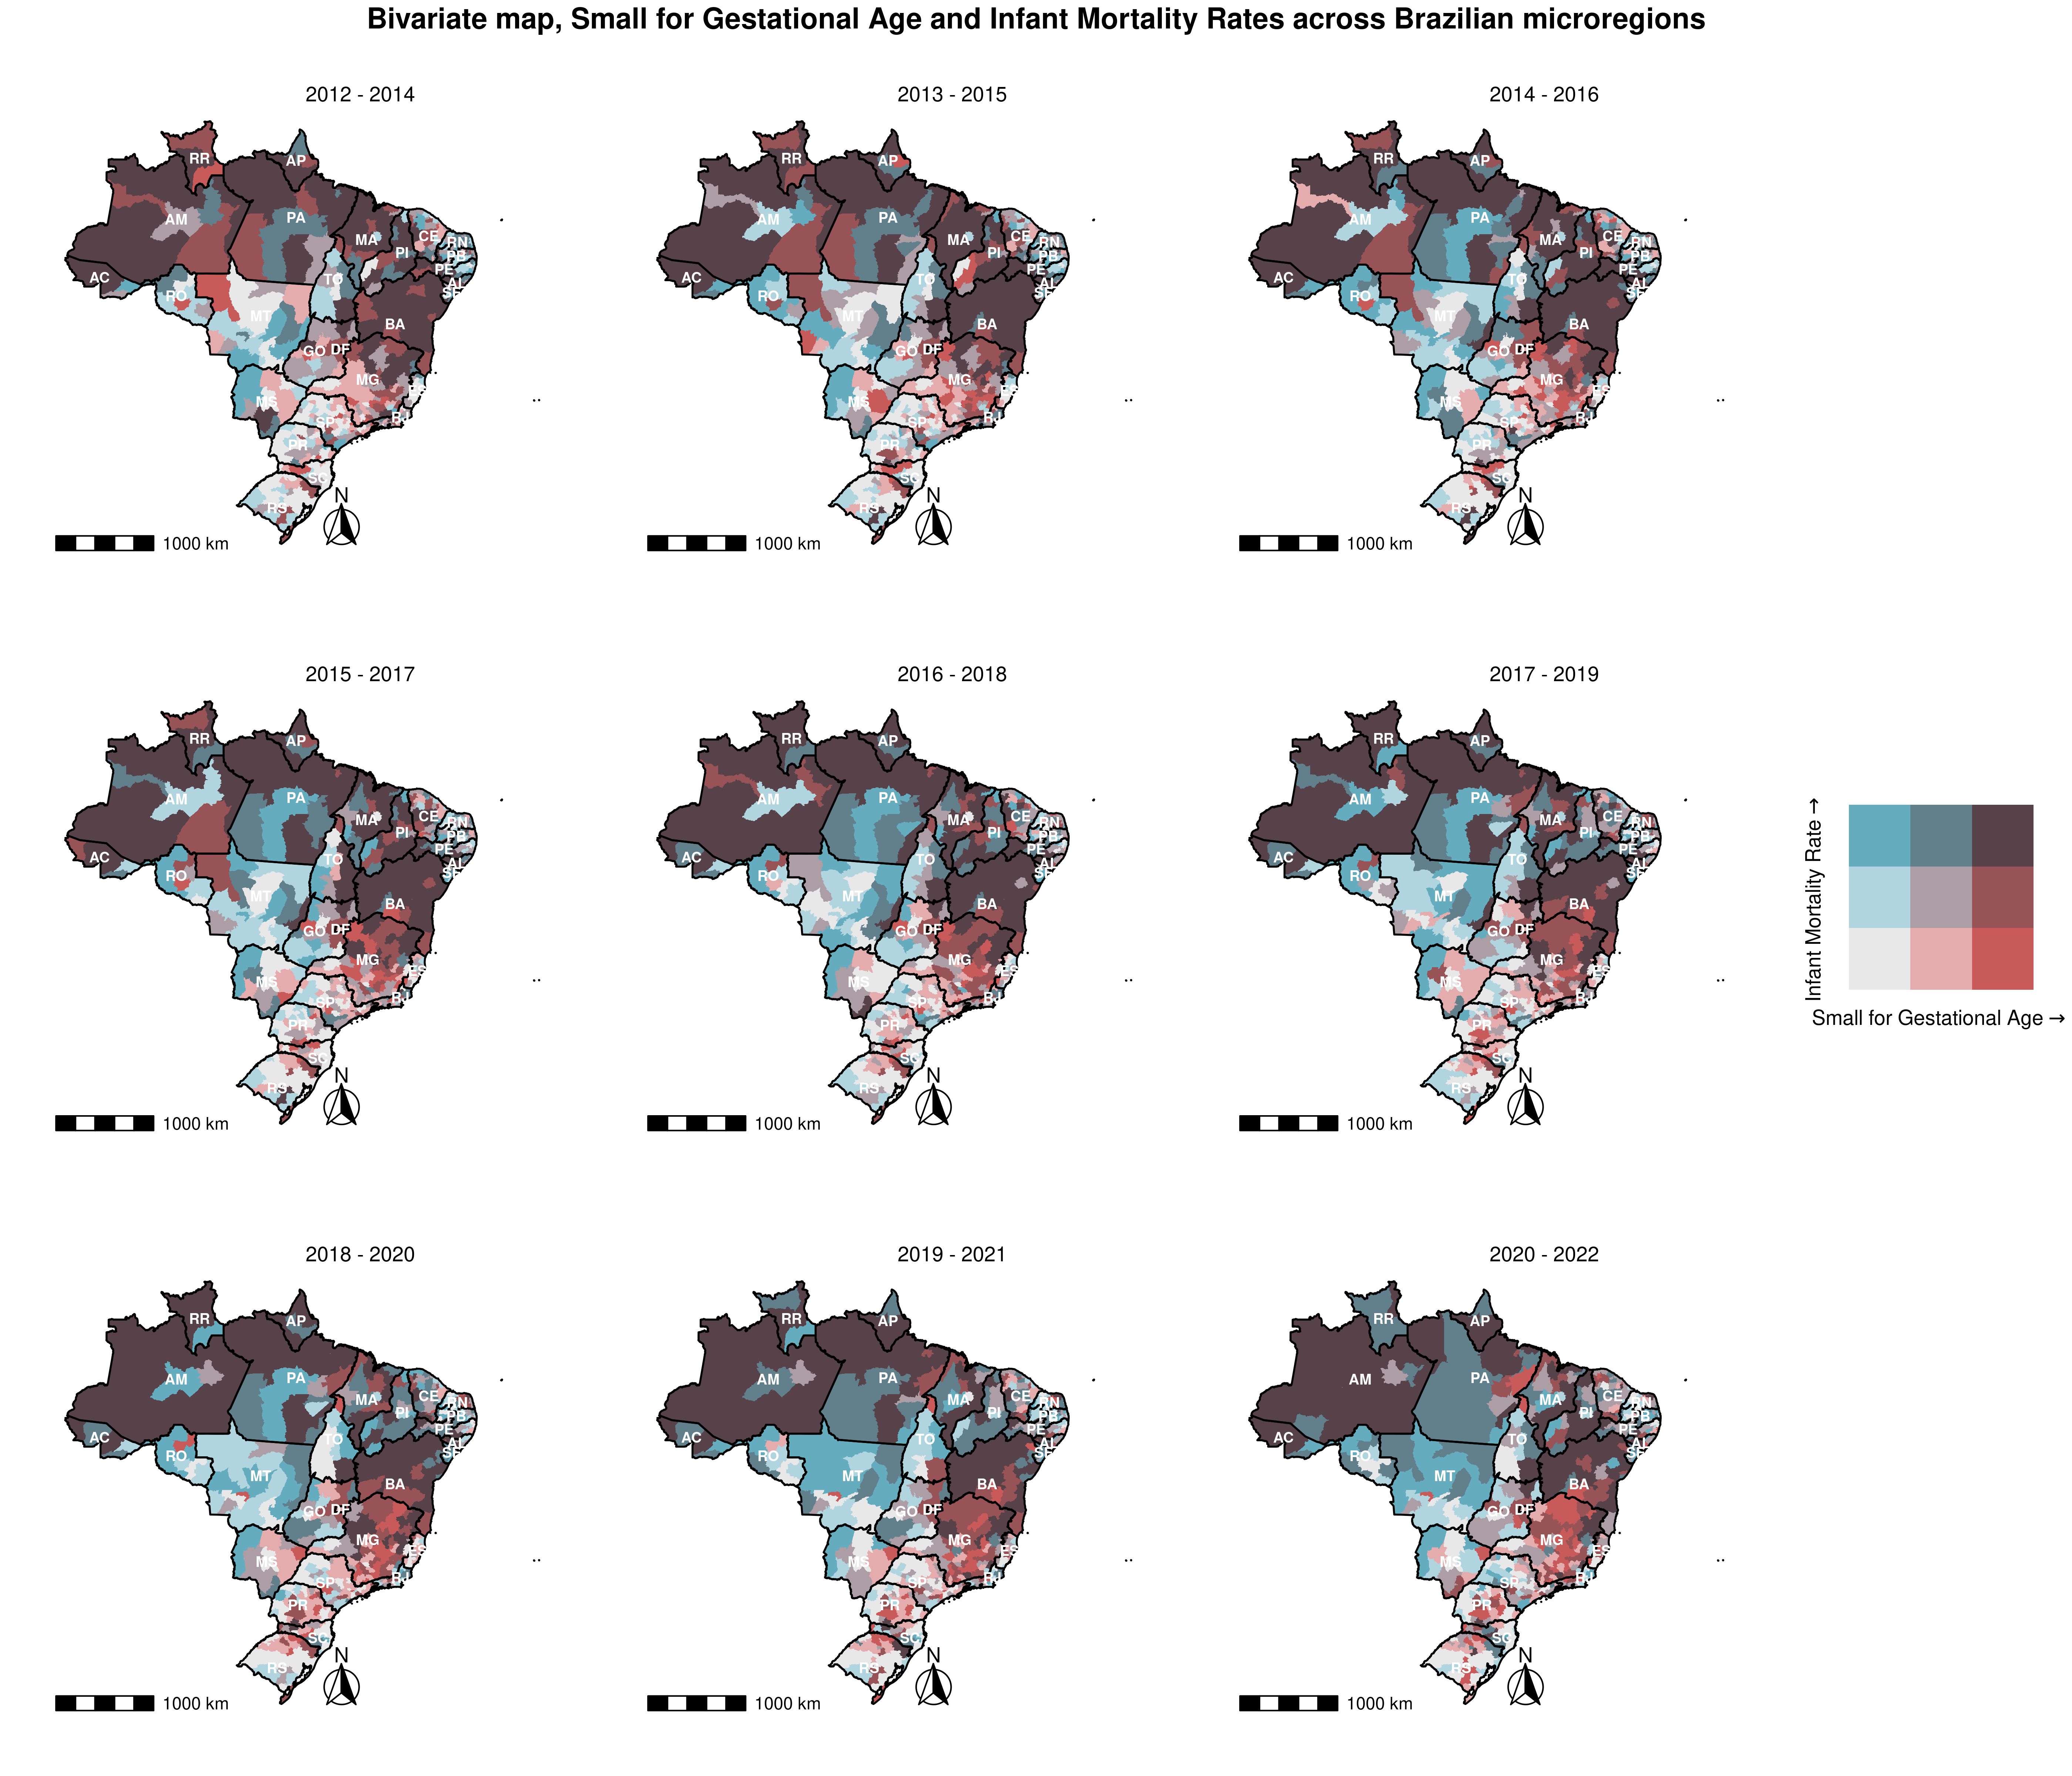 Bivariate map, Small for Gestational Age and Infant Mortality Rates across Brazilian microregions
2012 - 2014
2013 - 2015
2014 - 2016
RR
AP
AM
PA
MA
CE
RN
PB
PI
PE
AL
SE
AC
TO
RO
MT
BA
GO
DF
MG
ES
MS
RJ
SP
PR
SC
RS
N
1000 km
RR
AP
AM
PA
MA
CE
RN
PB
PI
PE
AL
SE
AC
TO
RO
MT
BA
GO
DF
MG
ES
MS
RJ
SP
PR
SC
RS
N
1000 km
RR
AP
AM
PA
MA
CE
RN
PB
PI
PE
AL
SE
AC
TO
RO
MT
BA
GO
DF
MG
ES
MS
RJ
SP
PR
SC
RS
N
1000 km
2015 - 2017
2016 - 2018
2017 - 2019
RR
AP
AM
PA
MA
CE
RN
PB
PI
PE
AL
SE
AC
TO
RO
MT
BA
GO
DF
MG
ES
MS
RJ
SP
PR
SC
RS
N
1000 km
RR
AP
AM
PA
MA
CE
RN
PB
PI
PE
AL
SE
AC
TO
RO
MT
BA
GO
DF
MG
ES
MS
RJ
SP
PR
SC
RS
N
1000 km
RR
AP
AM
PA
MA
CE
RN
PB
PI
PE
AL
SE
AC
TO
RO
MT
BA
GO
DF
MG
ES
MS
RJ
SP
PR
SC
RS
N
1000 km
Infant Mortality Rate →
Small for Gestational Age →
2018 - 2020
2019 - 2021
2020 - 2022
RR
AP
AM
PA
MA
CE
RN
PB
PI
PE
AL
SE
AC
TO
RO
MT
BA
GO
DF
MG
ES
MS
RJ
SP
PR
SC
RS
N
1000 km
RR
AP
AM
PA
MA
CE
RN
PB
PI
PE
AL
SE
AC
TO
RO
MT
BA
GO
DF
MG
ES
MS
RJ
SP
PR
SC
RS
N
1000 km
RR
AP
AM
PA
MA
CE
RN
PB
PI
PE
AL
SE
AC
TO
RO
MT
BA
GO
DF
MG
ES
MS
RJ
SP
PR
SC
RS
N
1000 km